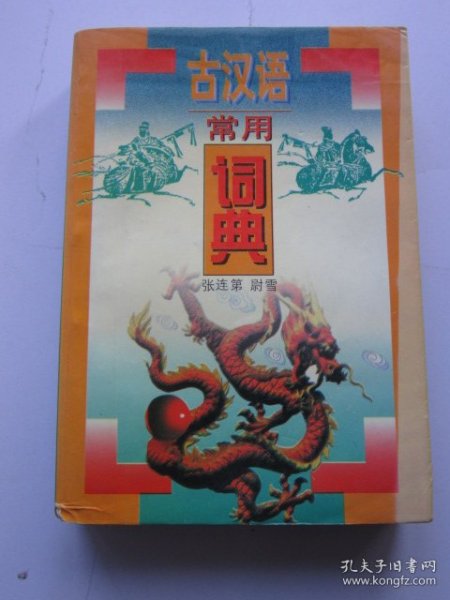 古汉语
常用
词典
张连第 尉雪
孔夫子旧书网
www.kongfz.com